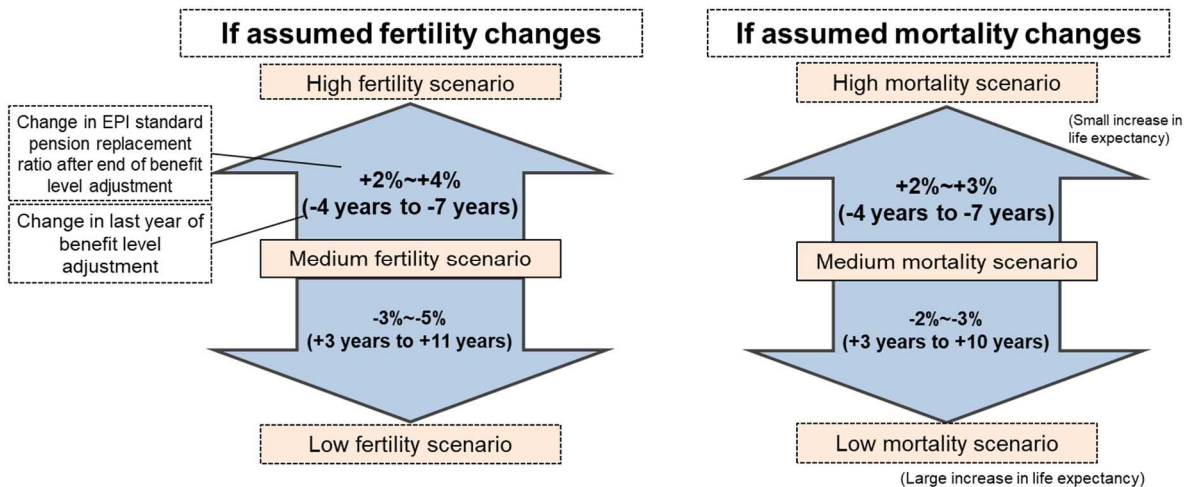 If assumed fertility changes
High fertility scenario
Change in EPI standard
pension replacement
ratio after end of benefit
level adjustment
+2%~+4%
(-4 years to -7 years)
Change in last year of
benefit level
adjustment
Medium fertility scenario
-3%~-5%
(+3 years to +11 years)
Low fertility scenario
If assumed mortality changes
High mortality scenario
(Small increase in
life expectancy)
+2%~+3%
(-4 years to -7 years)
Medium mortality scenario
-2%~-3%
(+3 years to +10 years)
Low mortality scenario
(Large increase in life expectancy)